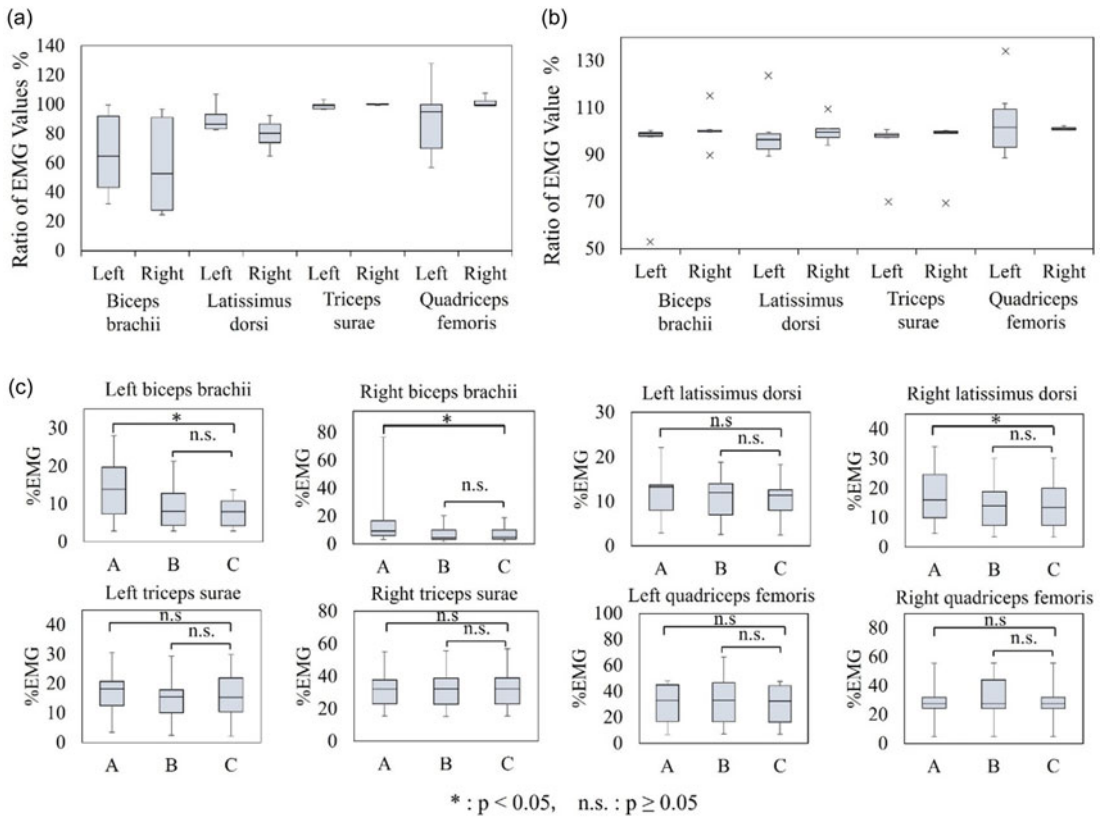 (a)
Ratio of EMG Values %
140
120
100
80
60
40
20
0
Left Right Left Right Left Right Left Right
Biceps brachii
Latissimus dorsi
Triceps surae
Quadriceps femoris
(b)
Ratio of EMG Value %
130
110
90
70
50
Left Right Left Right Left Right Left Right
Biceps brachii
Latissimus dorsi
Triceps surae
Quadriceps femoris
(c)
Left biceps brachii
%EMG
30
20
10
0
*
n.s.
A B C
Right biceps brachii
%EMG
80
60
40
20
0
*
n.s.
A B C
Left latissimus dorsi
%EMG
30
20
10
0
n.s
n.s.
A B C
Right latissimus dorsi
%EMG
40
30
20
10
0
*
n.s.
A B C
Left triceps surae
%EMG
40
30
20
10
0
n.s
n.s.
A B C
Right triceps surae
%EMG
80
60
40
20
0
n.s
n.s.
A B C
Left quadriceps femoris
%EMG
100
80
60
40
20
0
n.s
n.s.
A B C
Right quadriceps femoris
%EMG
80
60
40
20
0
n.s
n.s.
A B C
* : p < 0.05, n.s. : p ≥ 0.05